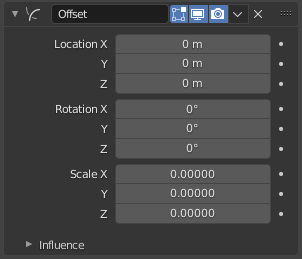 Offset
Location X 0 m
Y 0 m
Z 0 m
Rotation X 0°
Y 0°
Z 0°
Scale X 0.00000
Y 0.00000
Z 0.00000
Influence